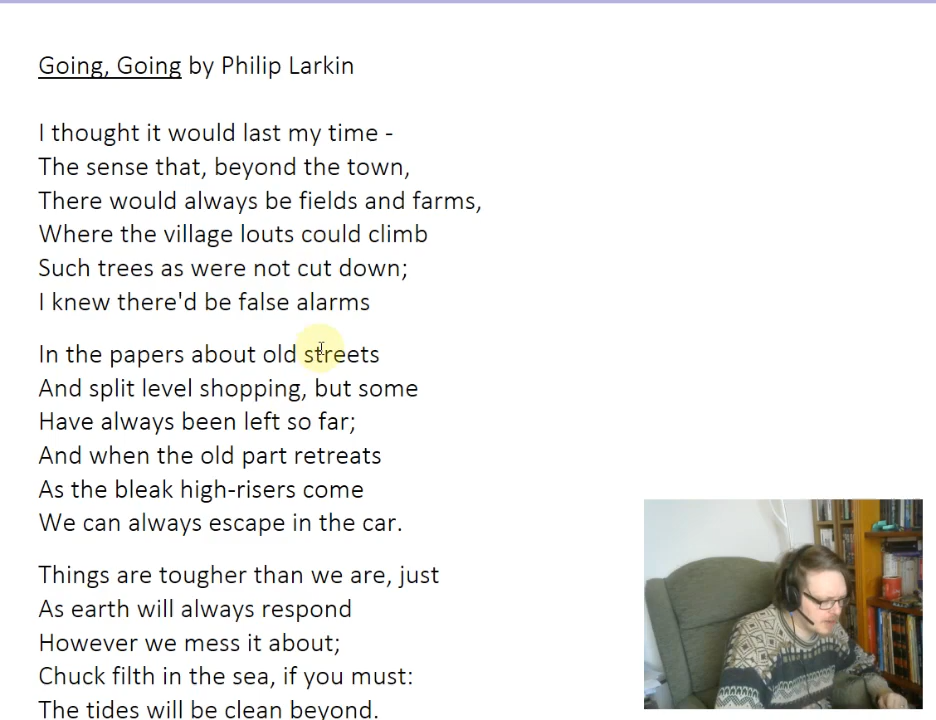 Going, Going by Philip Larkin
I thought it would last my time -
The sense that, beyond the town,
There would always be fields and farms,
Where the village louts could climb
Such trees as were not cut down;
I knew there'd be false alarms
In the papers about old streets
And split level shopping, but some
Have always been left so far;
And when the old part retreats
As the bleak high-risers come
We can always escape in the car.
Things are tougher than we are, just
As earth will always respond
However we mess it about;
Chuck filth in the sea, if you must:
The tides will be clean beyond.